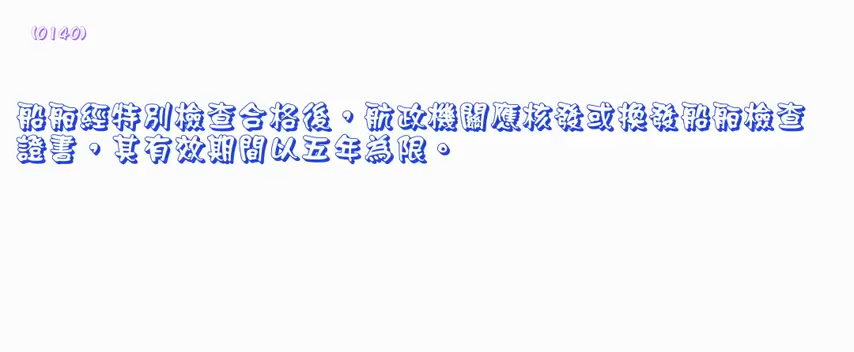 (0140)
船舶經特別檢查合格後，航政機關應核發或換發船舶檢查
證書，其有效期間以五年為限。